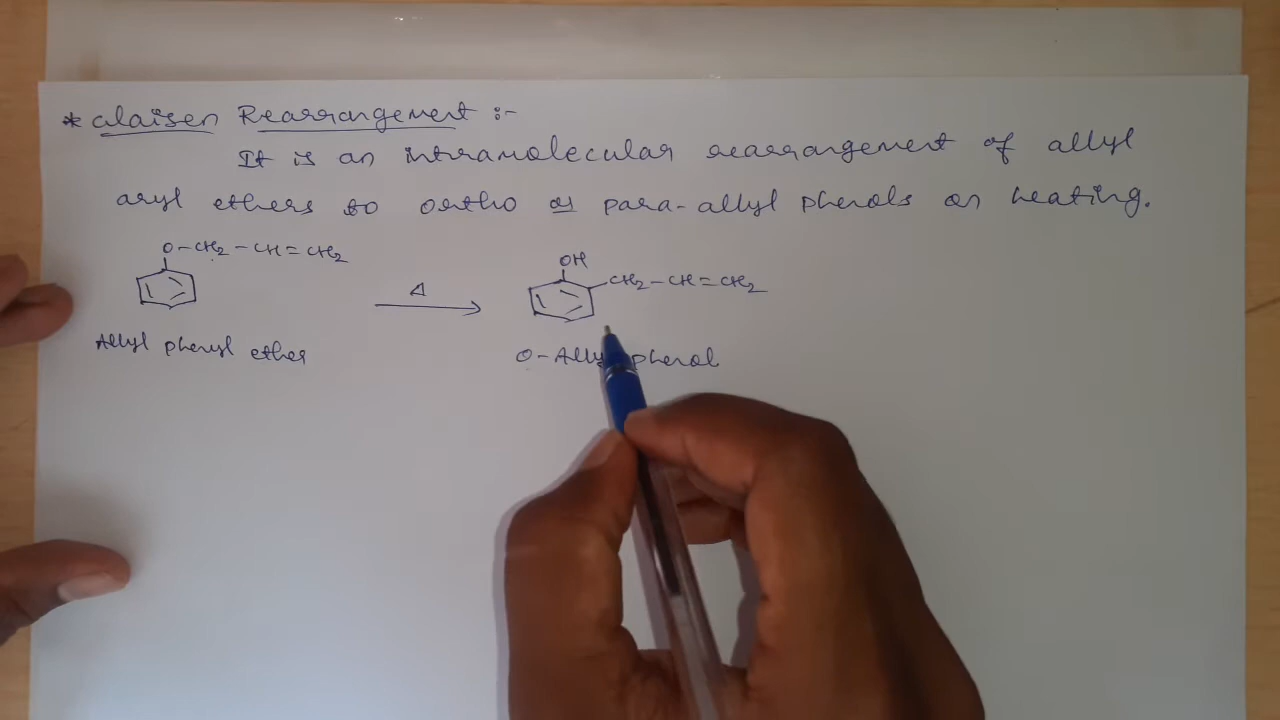 * Claisen Rearrangement :-
It is an intramolecular rearrangement of allyl
aryl ethers to ortho or para-allyl phenols on heating.
O-CH2-CH=CH2
Δ
OH
CH2-CH=CH2
Allyl phenyl ether
O-Allyl phenol